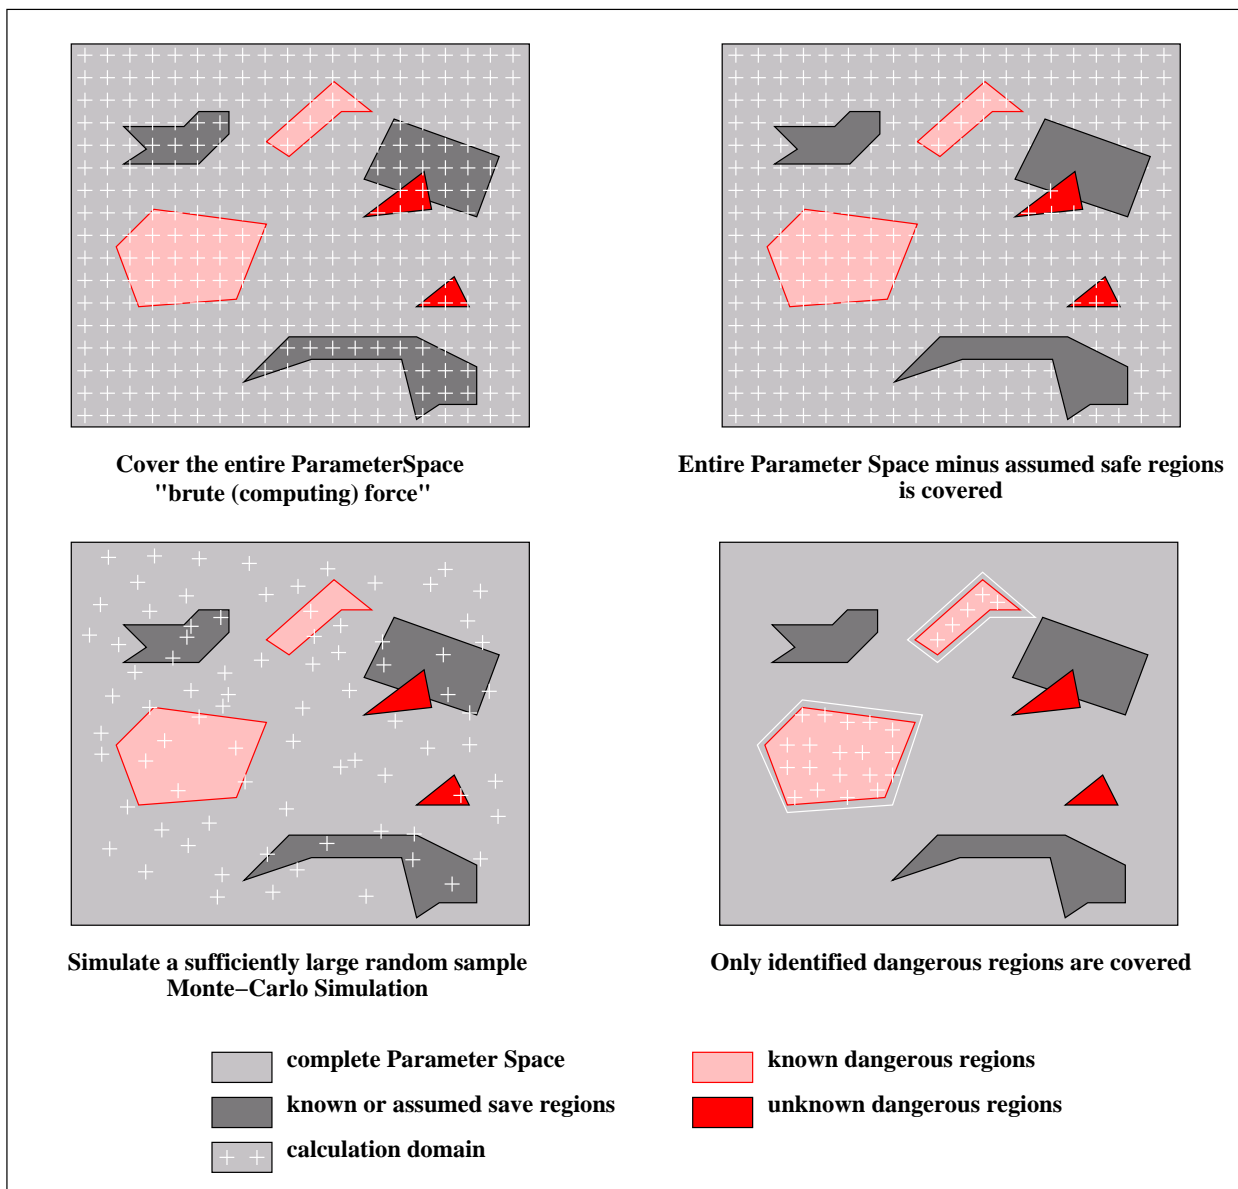 Cover the entire ParameterSpace
"brute (computing) force"
Entire Parameter Space minus assumed safe regions
is covered
Simulate a sufficiently large random sample
Monte−Carlo Simulation
Only identified dangerous regions are covered
complete Parameter Space
known or assumed save regions
calculation domain
known dangerous regions
unknown dangerous regions